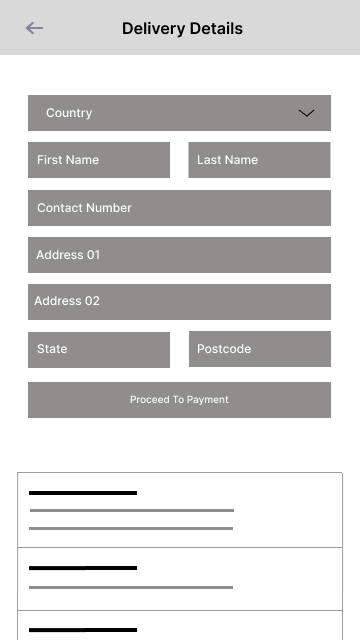 Delivery Details
Country
First Name
Last Name
Contact Number
Address 01
Address 02
State
Postcode
Proceed To Payment